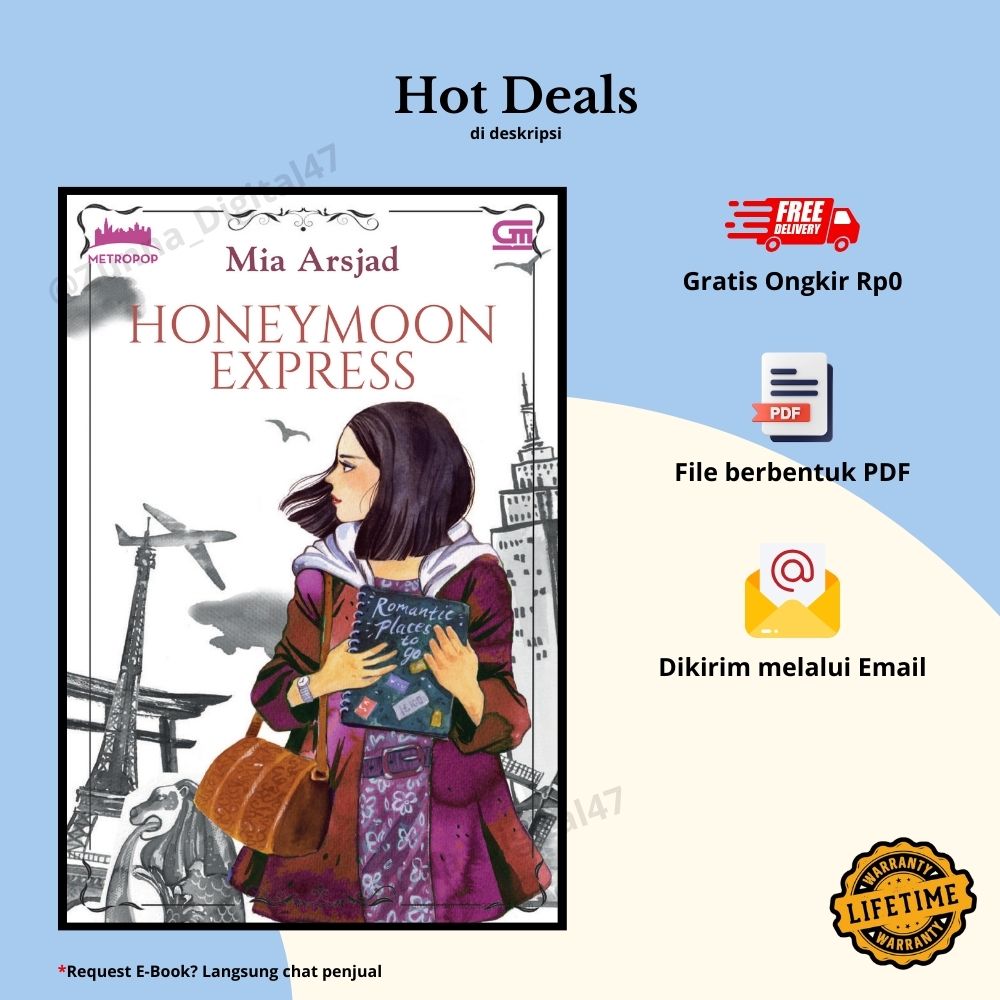 Hot Deals
di deskripsi
METROPOP
GM
Mia Arsjad
HONEYMOON
EXPRESS
Romantic
Places
to
go
FREE
DELIVERY
Gratis Ongkir Rp0
PDF
File berbentuk PDF
@
Dikirim melalui Email
WARRANTY
LIFETIME
WARRANTY
*Request E-Book? Langsung chat penjual